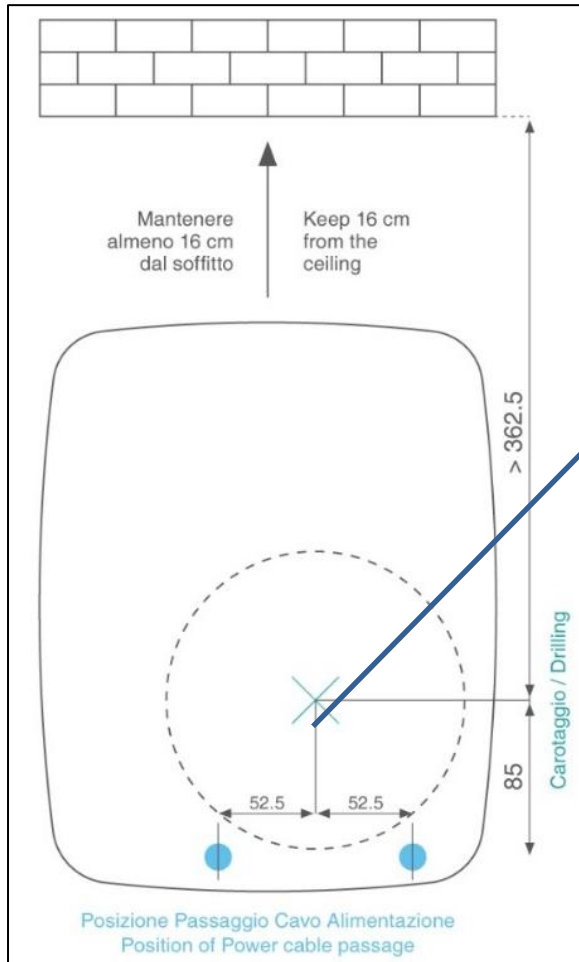 Mantenere
almeno 16 cm
dal soffitto
Keep 16 cm
from the
ceiling
> 362.5
Carotaggio / Drilling
85
52.5
52.5
Posizione Passaggio Cavo Alimentazione
Position of Power cable passage